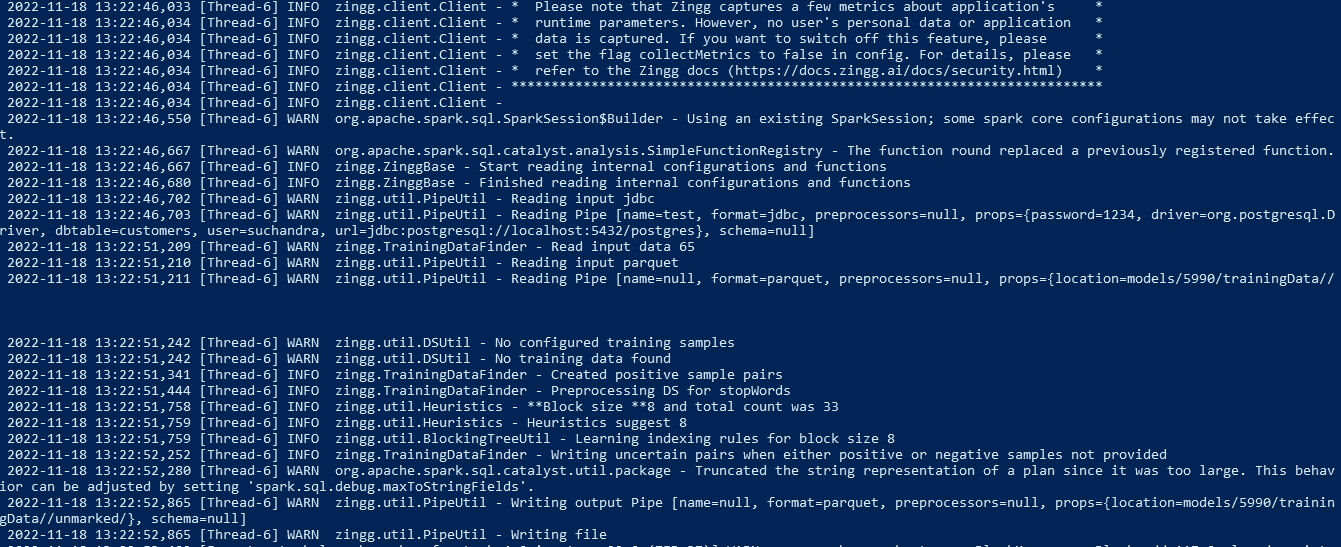 2022-11-18 13:22:46,033 [Thread-6] INFO  zingg.client.Client - *  Please note that Zingg captures a few metrics about application's     *
2022-11-18 13:22:46,034 [Thread-6] INFO  zingg.client.Client - *  runtime parameters. However, no user's personal data or application   *
2022-11-18 13:22:46,034 [Thread-6] INFO  zingg.client.Client - *  data is captured. If you want to switch off this feature, please      *
2022-11-18 13:22:46,034 [Thread-6] INFO  zingg.client.Client - *  set the flag collectMetrics to false in config. For details, please   *
2022-11-18 13:22:46,034 [Thread-6] INFO  zingg.client.Client - *  refer to the Zingg docs (https://docs.zingg.ai/docs/security.html)    *
2022-11-18 13:22:46,034 [Thread-6] INFO  zingg.client.Client - **************************************************************************
2022-11-18 13:22:46,034 [Thread-6] INFO  zingg.client.Client -
2022-11-18 13:22:46,550 [Thread-6] WARN  org.apache.spark.sql.SparkSession$Builder - Using an existing SparkSession; some spark core configurations may not take effec
t.
2022-11-18 13:22:46,667 [Thread-6] WARN  org.apache.spark.sql.catalyst.analysis.SimpleFunctionRegistry - The function round replaced a previously registered function.
2022-11-18 13:22:46,667 [Thread-6] INFO  zingg.ZinggBase - Start reading internal configurations and functions
2022-11-18 13:22:46,680 [Thread-6] INFO  zingg.ZinggBase - Finished reading internal configurations and functions
2022-11-18 13:22:46,702 [Thread-6] WARN  zingg.util.PipeUtil - Reading input jdbc
2022-11-18 13:22:46,703 [Thread-6] WARN  zingg.util.PipeUtil - Reading Pipe [name=test, format=jdbc, preprocessors=null, props={password=1234, driver=org.postgresql.D
river, dbtable=customers, user=suchandra, url=jdbc:postgresql://localhost:5432/postgres}, schema=null]
2022-11-18 13:22:51,209 [Thread-6] WARN  zingg.TrainingDataFinder - Read input data 65
2022-11-18 13:22:51,210 [Thread-6] WARN  zingg.util.PipeUtil - Reading input parquet
2022-11-18 13:22:51,211 [Thread-6] WARN  zingg.util.PipeUtil - Reading Pipe [name=null, format=parquet, preprocessors=null, props={location=models/5990/trainingData//
2022-11-18 13:22:51,242 [Thread-6] WARN  zingg.util.DSUtil - No configured training samples
2022-11-18 13:22:51,242 [Thread-6] WARN  zingg.util.DSUtil - No training data found
2022-11-18 13:22:51,341 [Thread-6] INFO  zingg.TrainingDataFinder - Created positive sample pairs
2022-11-18 13:22:51,444 [Thread-6] INFO  zingg.TrainingDataFinder - Preprocessing DS for stopWords
2022-11-18 13:22:51,758 [Thread-6] INFO  zingg.util.Heuristics - **Block size **8 and total count was 33
2022-11-18 13:22:51,759 [Thread-6] INFO  zingg.util.Heuristics - Heuristics suggest 8
2022-11-18 13:22:51,759 [Thread-6] INFO  zingg.util.BlockingTreeUtil - Learning indexing rules for block size 8
2022-11-18 13:22:52,252 [Thread-6] INFO  zingg.TrainingDataFinder - Writing uncertain pairs when either positive or negative samples not provided
2022-11-18 13:22:52,280 [Thread-6] WARN  org.apache.spark.sql.catalyst.util.package - Truncated the string representation of a plan since it was too large. This behav
ior can be adjusted by setting 'spark.sql.debug.maxToStringFields'.
2022-11-18 13:22:52,865 [Thread-6] WARN  zingg.util.PipeUtil - Writing output Pipe [name=null, format=parquet, preprocessors=null, props={location=models/5990/trainin
gData//unmarked/}, schema=null]
2022-11-18 13:22:52,865 [Thread-6] WARN  zingg.util.PipeUtil - Writing file